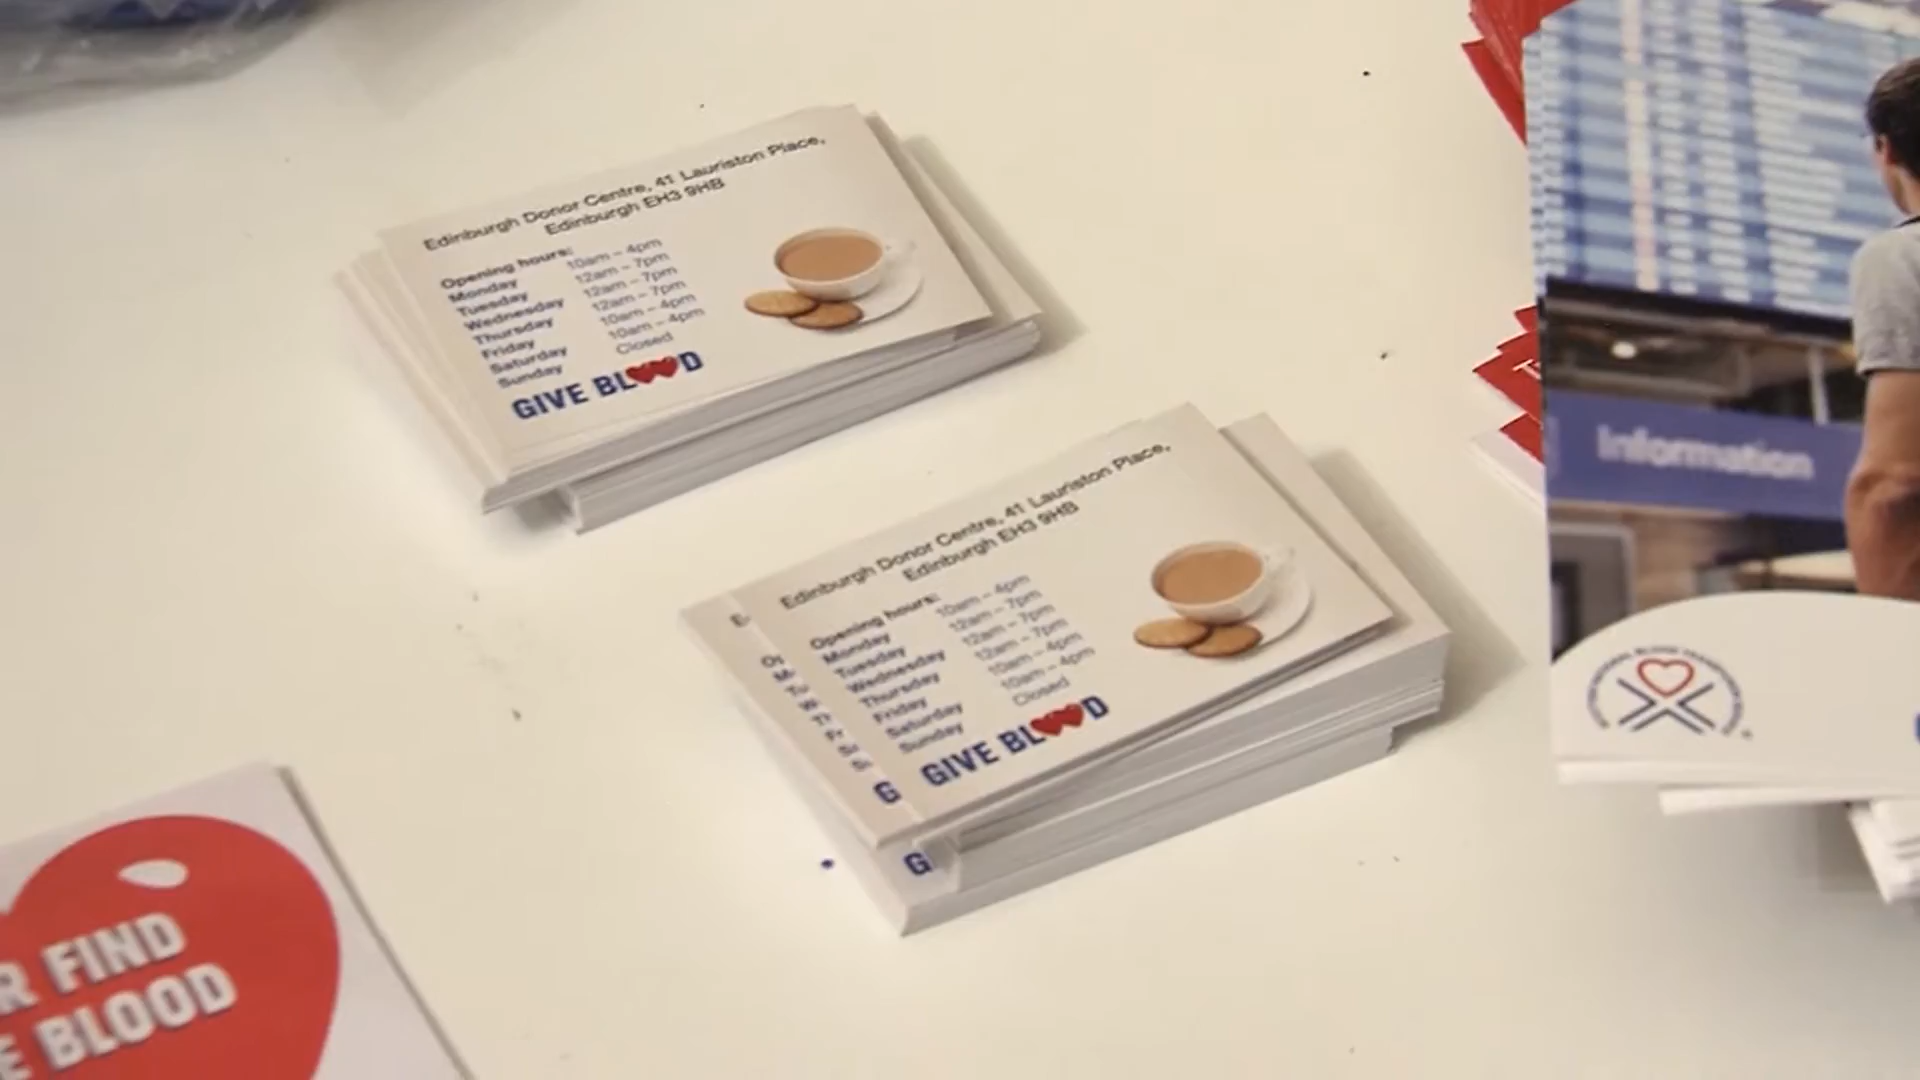 Edinburgh Donor Centre, 41 Lauriston Place,
Edinburgh EH3 9HB
Opening hours:
Monday 10am – 4pm
Tuesday 12am – 7pm
Wednesday 12am – 7pm
Thursday 12am – 7pm
Friday 10am – 4pm
Saturday 10am – 4pm
Sunday Closed
GIVE BLOOD
Edinburgh Donor Centre, 41 Lauriston Place,
Edinburgh EH3 9HB
Opening hours:
Monday 10am – 4pm
Tuesday 12am – 7pm
Wednesday 12am – 7pm
Thursday 12am – 7pm
Friday 10am – 4pm
Saturday 10am – 4pm
Sunday Closed
GIVE BLOOD
G
G
Information
R FIND
E BLOOD